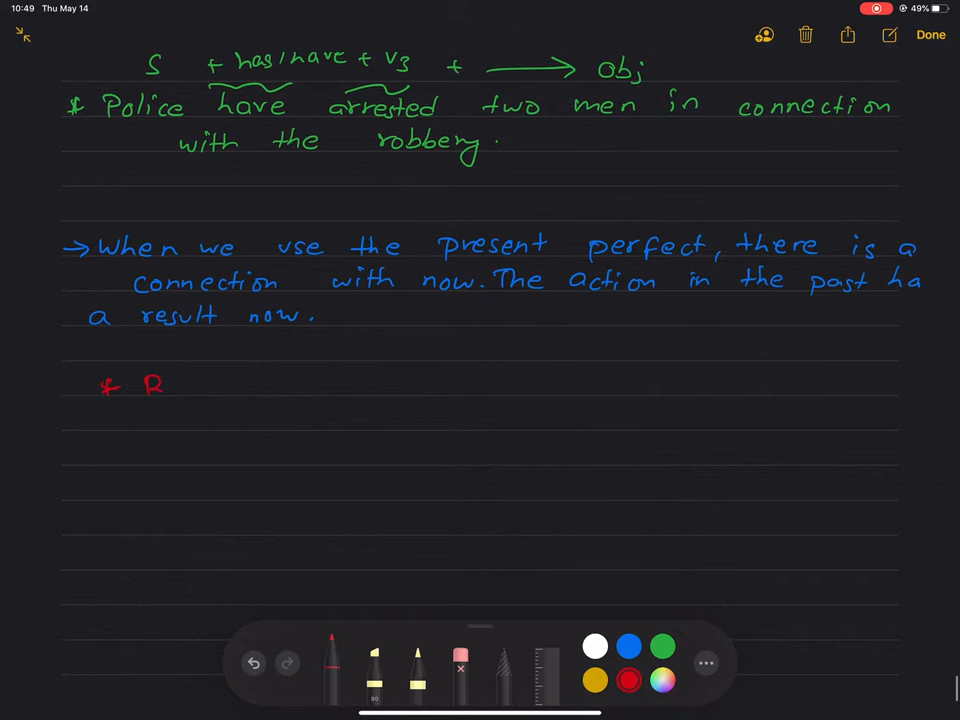 10:49 Thu May 14
49%
Done
S + has/have + v3 + → Obj
* Police have arrested two men in connection
with the robbery.
→ When we use the present perfect, there is a
connection with now. The action in the past ha
a result now.
* R
80